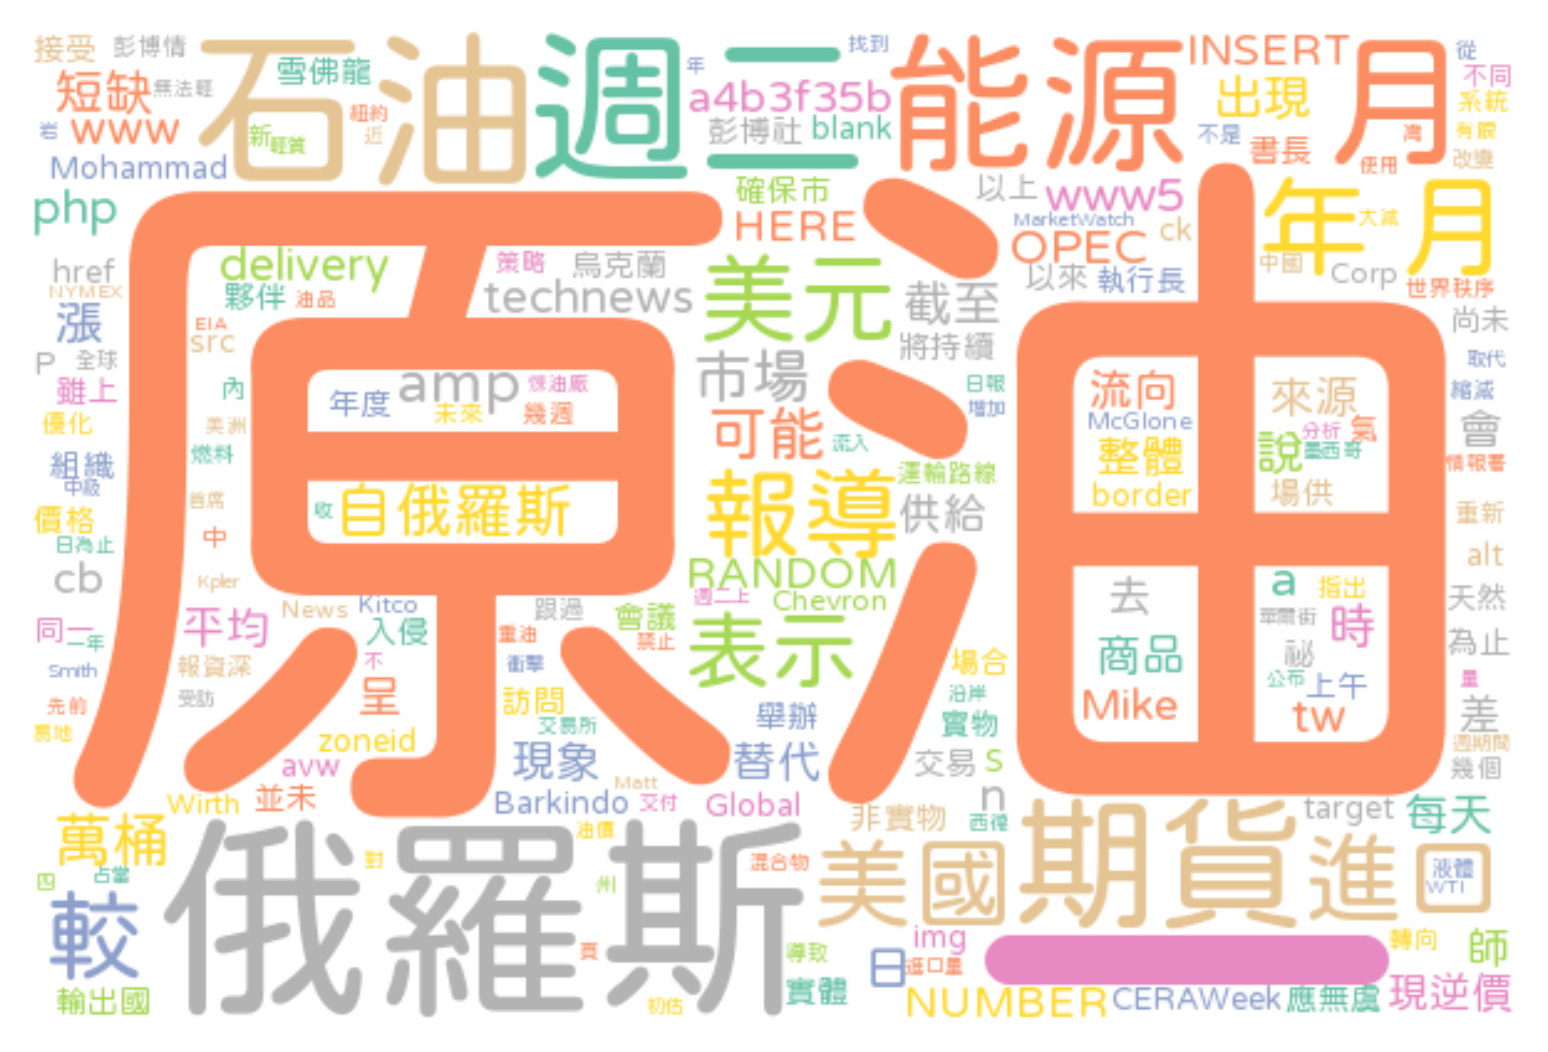 接受 彭博情 石油 週二 年 找到 能源 INSERT 月 從
短缺 無法輕 雪佛龍 紐約 a4b3f35b 出現 不同
www 新 輕質 近 彭博社 blank 不是 書長 系統 有限
Mohammad 使用 改變
php 確保市 以上 www5 年月
HERE MarketWatch ck 大減
href delivery 策略 烏克蘭 OPEC 中國 Corp
NYMEX 夥伴 油品 technews 美元 截至 以來 執行長 世界秩序
漲 EIA 將持續 尚未
P 全球 src 市場 取代
雖上 內 年度 amp 煉油廠 日報 流向 來源 縮減
優化 美洲 未來 幾週 可能 增加 McGlone 分析 氣 會
組織 燃料 流入 整體 說 墨西哥
中級 運輸路線 情報署
首席 border 場供
價格 收 自俄羅斯 報導 供給 重新
日為止 中 原油
cb Kpler RANDOM a 指出 alt
News Kitco 跟過 週二上 Chevron 去 天然
同一 一年 平均 入侵 會議 華爾街 時 為止
重油 禁止 表示
Smith 報資深 不 衝擊 場合 商品 祕
先前 受訪 呈 訪問 沿岸 公布 上午 量
易地 交易所 舉辦 實物 Mike tw 差
zoneid 現象 替代 交易 s 週期間
avw Matt 幾個
Wirth 並未 Barkindo 交付 Global n target
萬桶 油價 非實物 西德 每天
四 占當 對 混合物 液體
較 俄羅斯 州 美國 期貨 進口 WTI
賣 導致 img 轉向 師
日 進口量 一
輸出國 初估 實體 NUMBER CERAWeek 應無虞 現逆價